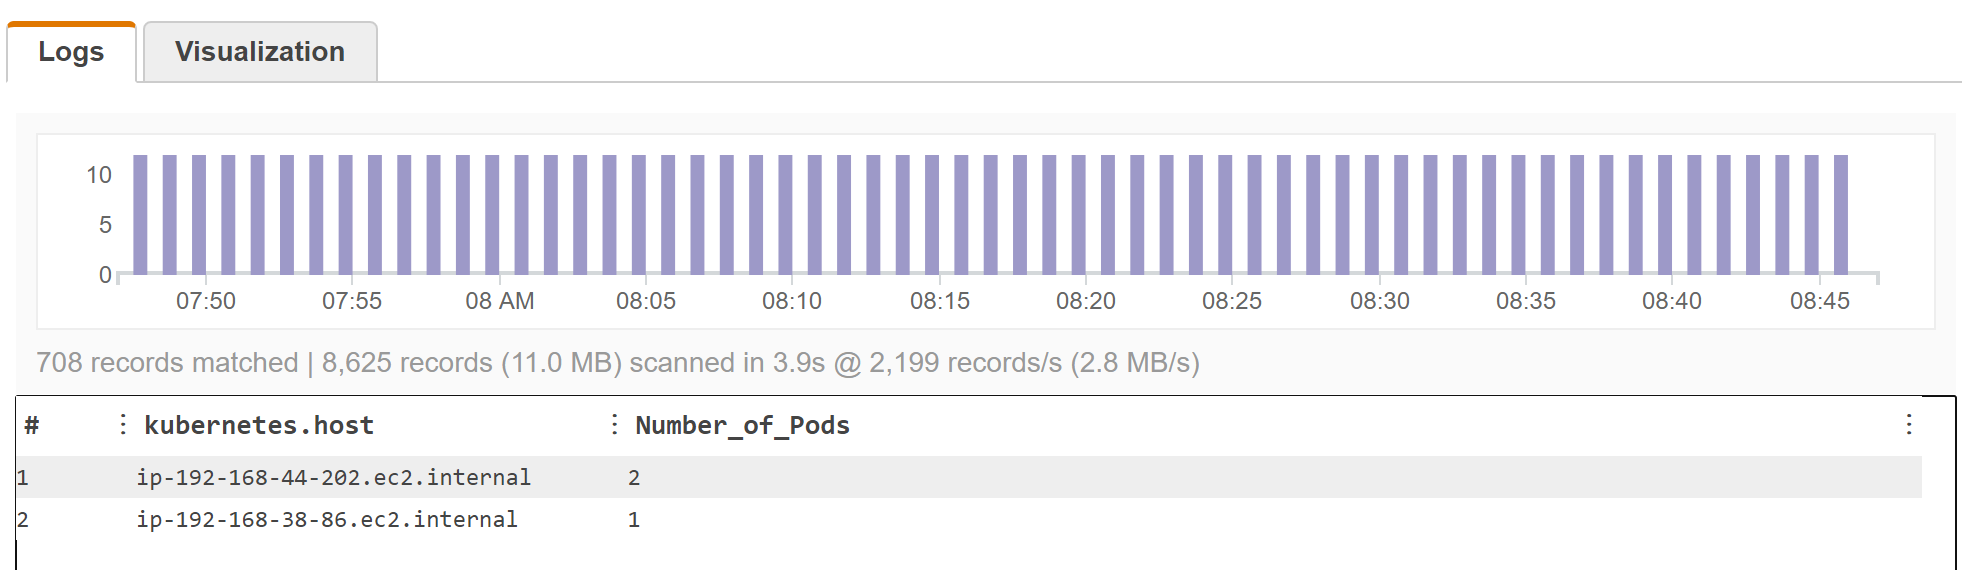 Logs Visualization
10
5
0
07:50 07:55 08 AM 08:05 08:10 08:15 08:20 08:25 08:30 08:35 08:40 08:45
708 records matched | 8,625 records (11.0 MB) scanned in 3.9s @ 2,199 records/s (2.8 MB/s)
# kubernetes.host Number_of_Pods
1 ip-192-168-44-202.ec2.internal 2
2 ip-192-168-38-86.ec2.internal 1